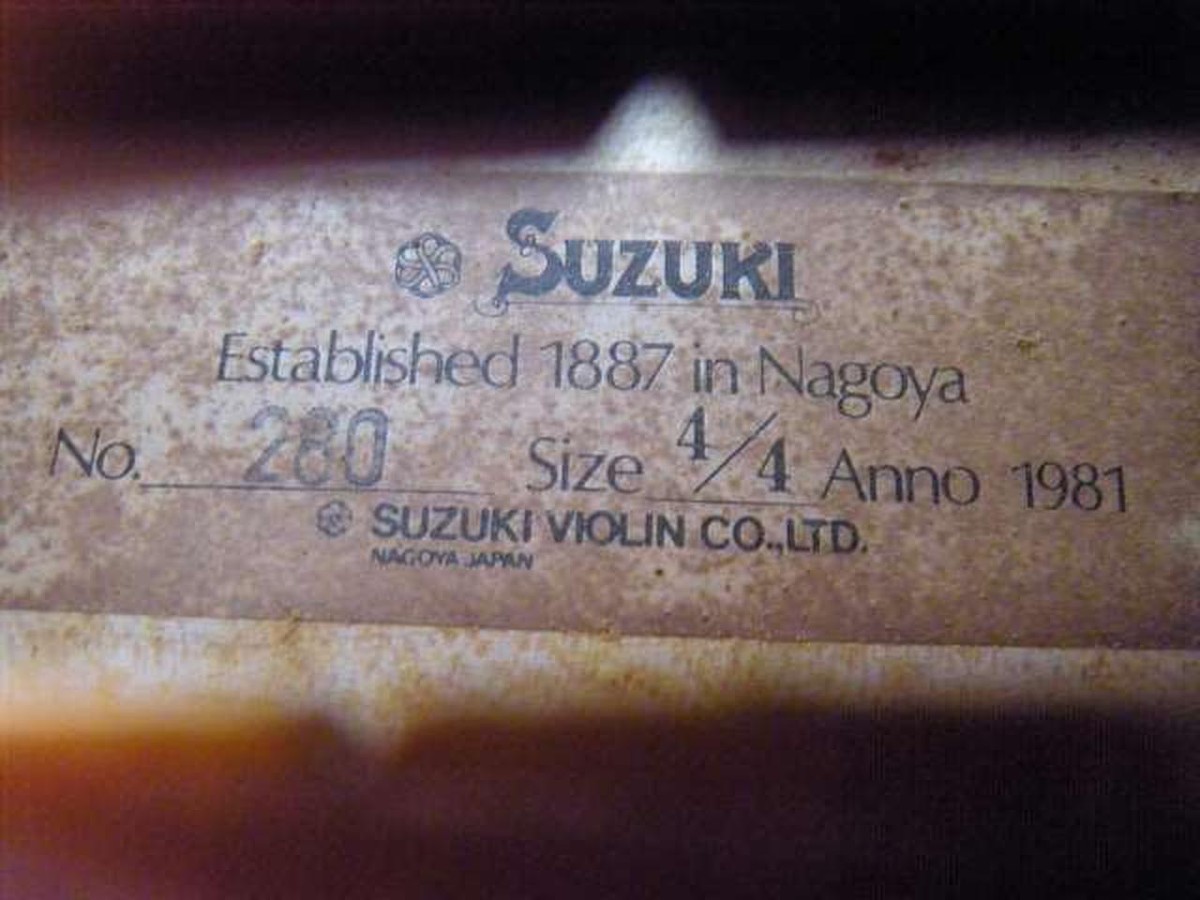 SUZUKI
Established 1887 in Nagoya
No. 280 Size 4/4 Anno 1981
SUZUKI VIOLIN CO.,LTD.
NAGOYA JAPAN